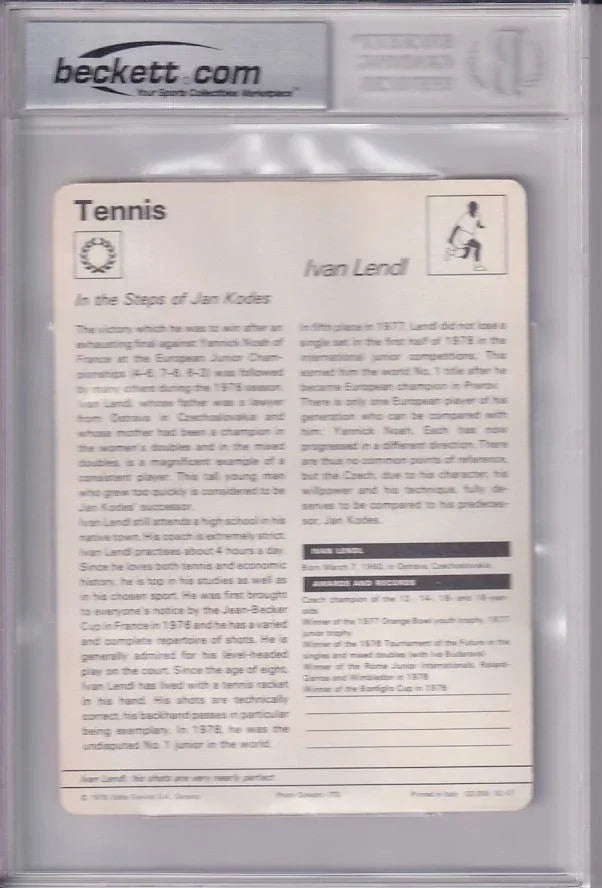 beckett.com
Your Sports Collectibles Marketplace™
Tennis
Ivan Lendl
In the Steps of Jan Kodes
The victory which he was to win after an
exhausting final against Yannick Noah of
France at the European Junior Cham-
pionships (4-6, 7-6, 6-3) was followed
by many others during the 1978 season.
Ivan Lendl, whose father was a lawyer
from Ostrava in Czechoslovakia and
whose mother had been a champion in
the women's doubles and in the mixed
doubles, is a magnificent example of a
consistent player. This tall young man
who grew too quickly is considered to be
Jan Kodes' successor.
Ivan Lendl still attends a high school in his
native town. His coach is extremely strict.
Ivan Lendl practises about 4 hours a day.
Since he loves both tennis and economic
history, he is top in his studies as well as
in his chosen sport. He was first brought
to everyone's notice by the Jean-Becker
Cup in France in 1976 and he has a varied
and complete repertoire of shots. He is
generally admired for his level-headed
play on the court. Since the age of eight,
Ivan Lendl has lived with a tennis racket
in his hand. His shots are technically
correct, his backhand passes in particular
being exemplary. In 1978, he was the
undisputed No. 1 junior in the world.
In fifth place in 1977, Lendl did not lose a
single set in the first half of 1978 in the
international junior competitions. This
earned him the world No. 1 title after he
became European champion in Prerov.
There is only one European player of his
generation who can be compared with
him: Yannick Noah. Each has now
progressed in a different direction. There
are thus no common points of reference,
but the Czech, due to his character, his
willpower and his technique, fully de-
serves to be compared to his predeces-
sor, Jan Kodes.
IVAN LENDL
Born March 7, 1960, in Ostrava, Czechoslovakia
AWARDS AND RECORDS
Czech champion of the 12-, 14-, 16- and 18-year-
olds
Winner of the 1977 Orange Bowl youth trophy, 1977
junior trophy
Winner of the 1978 Tournament of the Future in the
singles and mixed doubles (with Iva Budarova)
Winner of the Rome Junior Internationals, Roland-
Garros and Wimbledon in 1978
Winner of the Bonfiglio Cup in 1978
Ivan Lendl: his shots are very nearly perfect
© 1979, Edito-Service S.A., Geneva
Printed in Italy